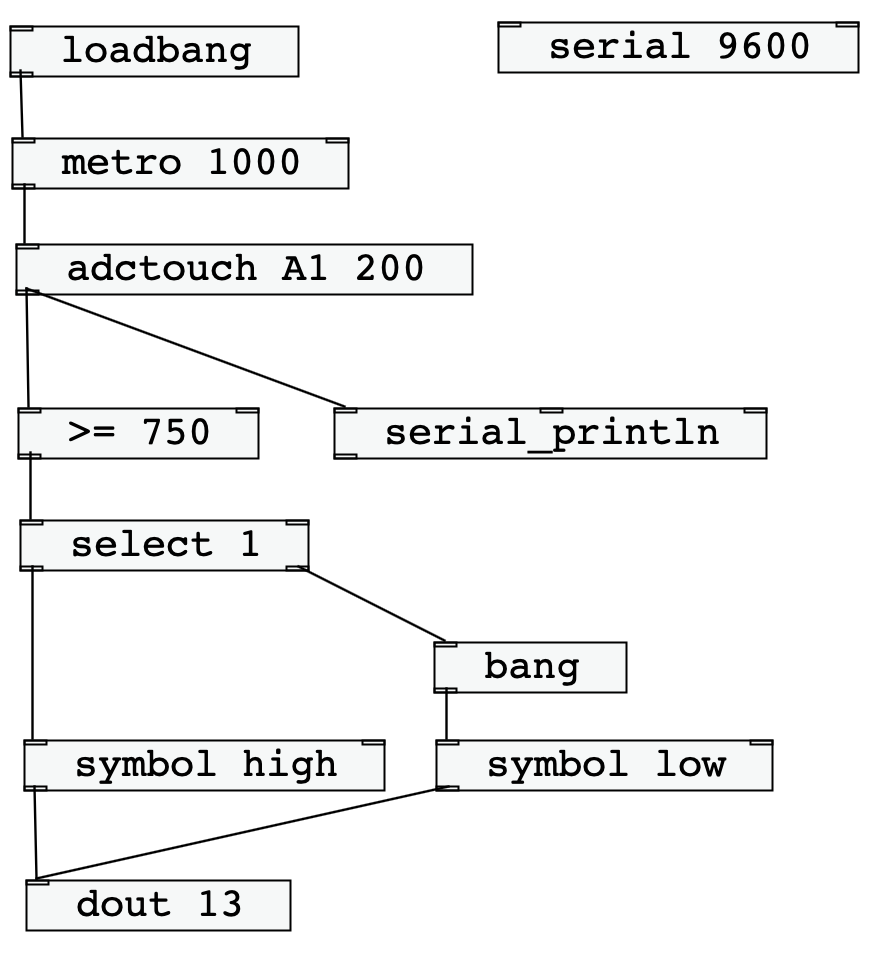 loadbang
serial 9600
metro 1000
adctouch A1 200
>= 750
serial_println
select 1
bang
symbol high
symbol low
dout 13